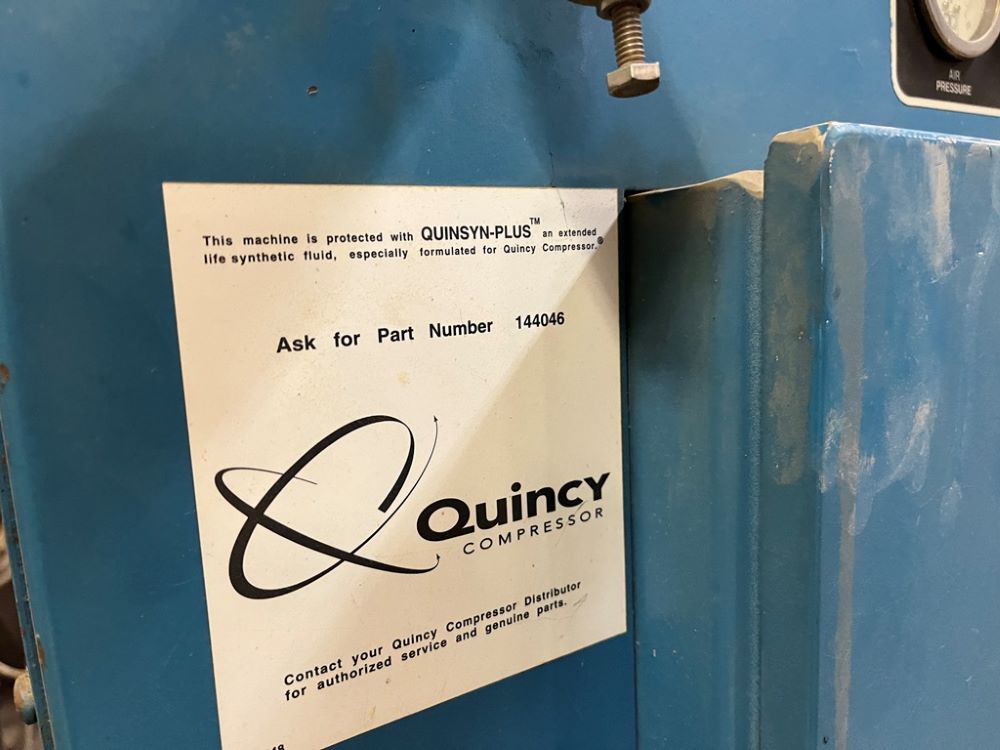 AIR
PRESSURE
This machine is protected with QUINSYN-PLUS™ an extended
life synthetic fluid, especially formulated for Quincy Compressor.®
Ask for Part Number 144046
Quincy
COMPRESSOR
Contact your Quincy Compressor Distributor
for authorized service and genuine parts.